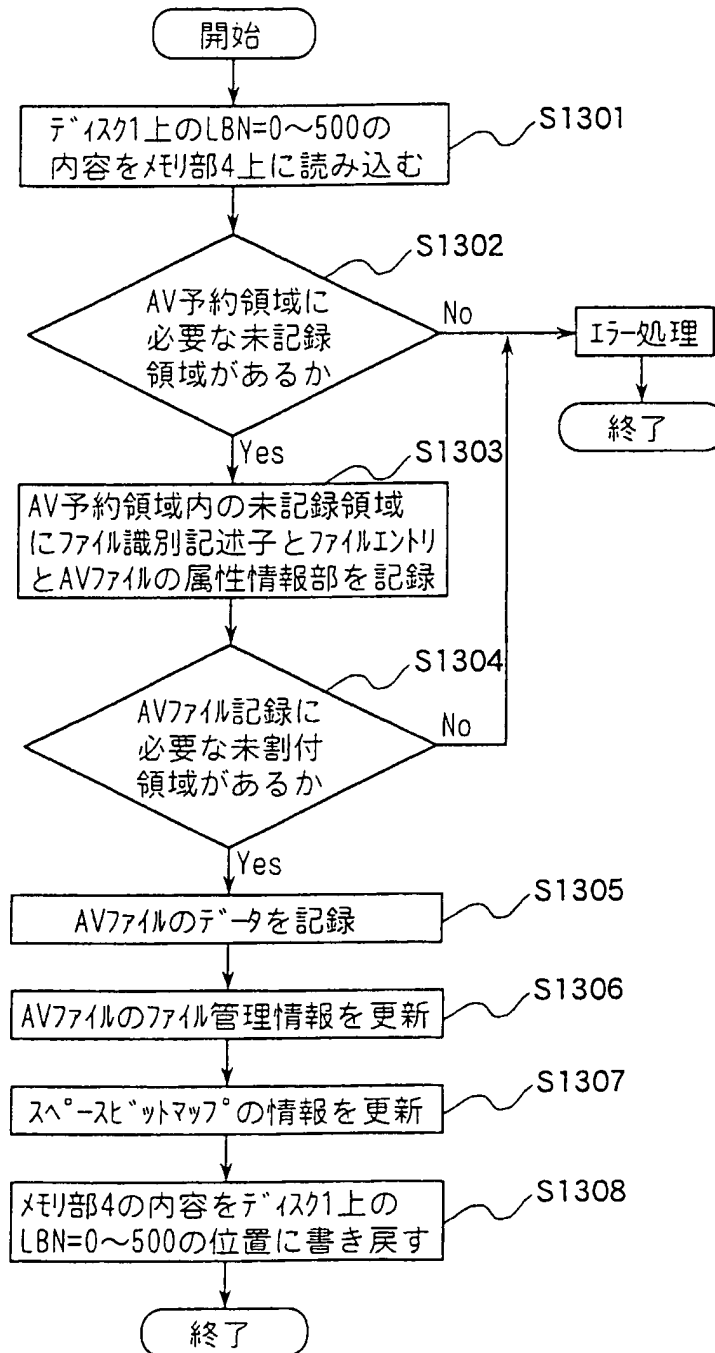 開始
ディスク1上のLBN=0～500の
内容をメモリ部4上に読み込む
S1301
S1302
AV予約領域に
必要な未記録
領域があるか
No
エラー処理
終了
Yes
S1303
AV予約領域内の未記録領域
にファイル識別記述子とファイルエントリ
とAVファイルの属性情報部を記録
S1304
AVファイル記録に
必要な未割付
領域があるか
No
Yes
S1305
AVファイルのデータを記録
S1306
AVファイルのファイル管理情報を更新
S1307
スペースビットマップの情報を更新
S1308
メモリ部4の内容をディスク1上の
LBN=0～500の位置に書き戻す
終了